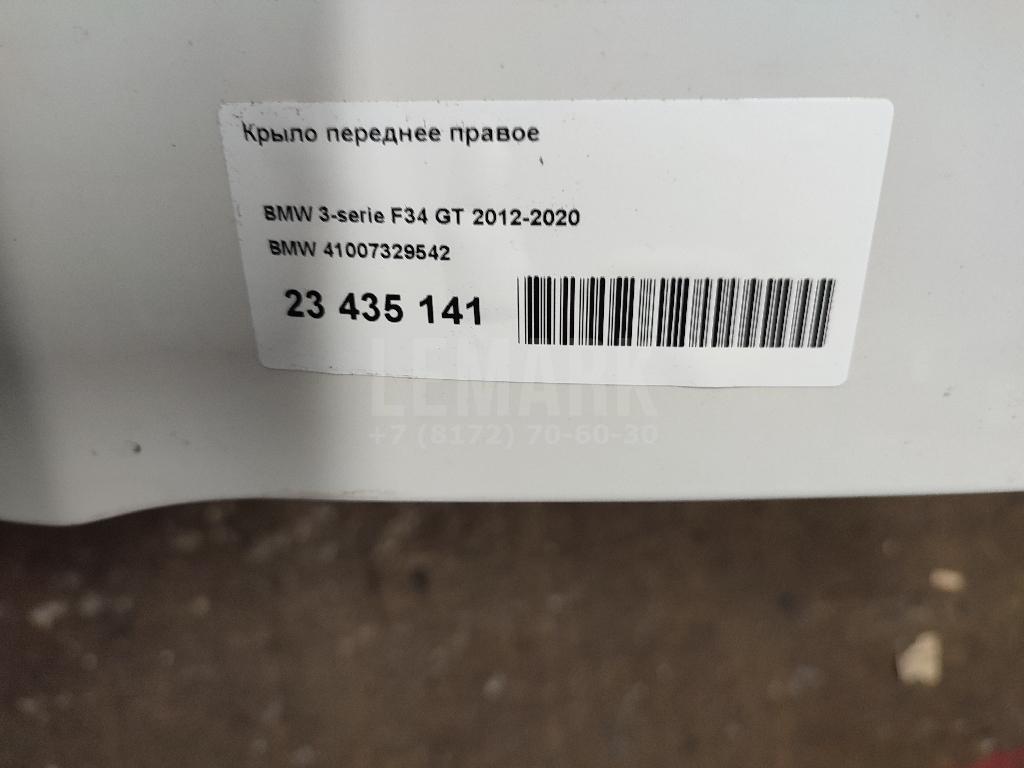 Крыло переднее правое
BMW 3-serie F34 GT 2012-2020
BMW 41007329542
23 435 141
LEMARK
+7 (8172) 70-60-30